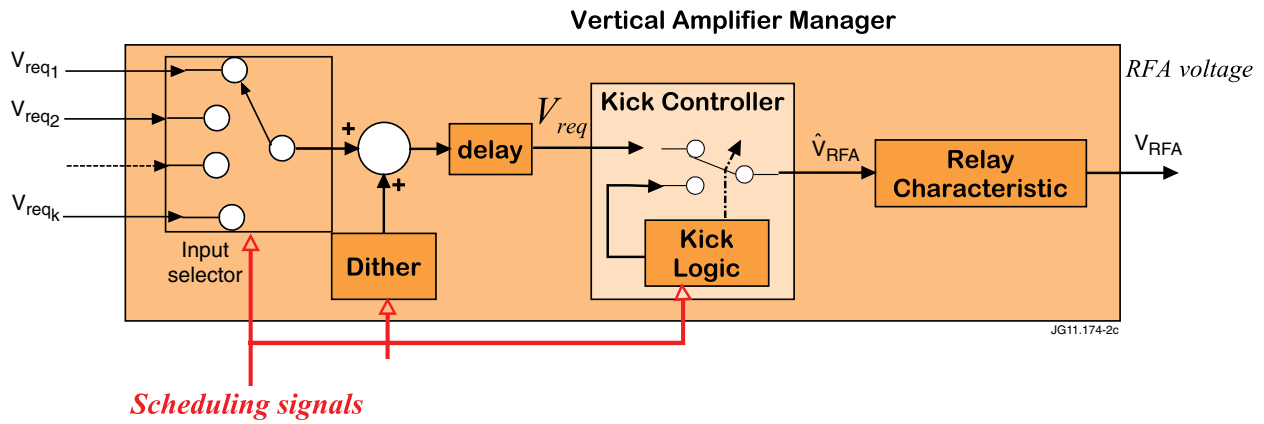 Vertical Amplifier Manager
Vreq1
Vreq2
Vreqk
Input
selector
+
+
Dither
delay
Vreq
Kick Controller
Kick
Logic
V̂RFA
Relay
Characteristic
RFA voltage
VRFA
JG11.174-2c
Scheduling signals